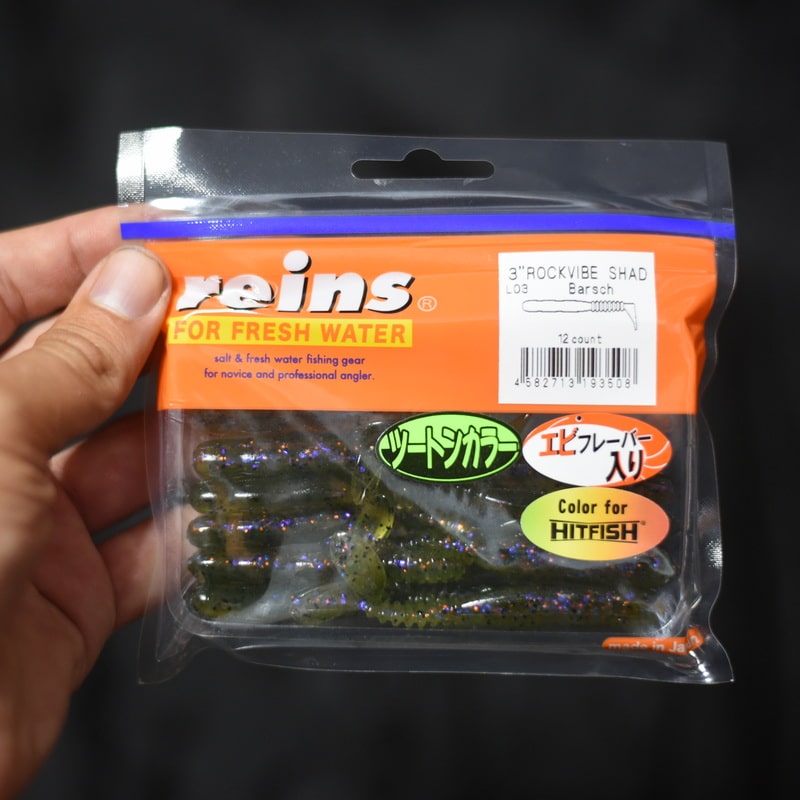 reins®
FOR FRESH WATER
salt & fresh water fishing gear
for novice and professional angler.
3"ROCKVIBE SHAD
L03 Barsch
12 count
4 582713 193508
ツートンカラー
エビフレーバー
入り
Color for
HITFISH®
made in Japan